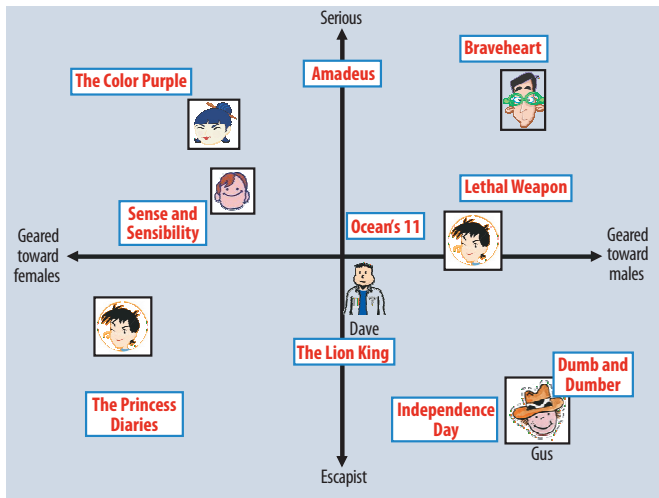 Serious
Braveheart
The Color Purple
Amadeus
Lethal Weapon
Sense and
Sensibility
Ocean's 11
Geared
toward
females
Geared
toward
males
Dave
The Lion King
Dumb and
Dumber
The Princess
Diaries
Independence
Day
Gus
Escapist